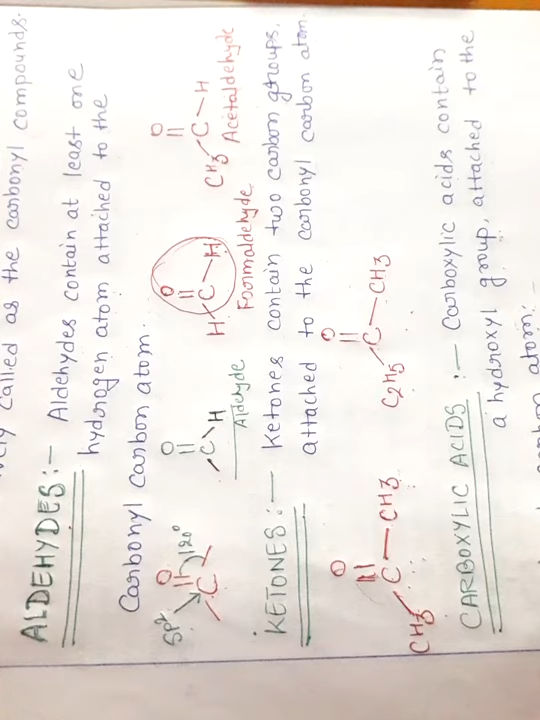 called as the carbonyl compounds.
ALDEHYDES:- Aldehydes contain at least one
hydrogen atom attached to the
Carbonyl Carbon atom.
Sp² O C 120°
O C H Aldehyde
O H C H Formaldehyde
O CH3 C H Acetaldehyde
KETONES:- Ketones contain two carbon groups,
attached to the carbonyl carbon atom.
O CH3 C CH3
O C2H5 C CH3
CARBOXYLIC ACIDS :- Carboxylic acids contain
a hydroxyl group, attached to the
atom:-